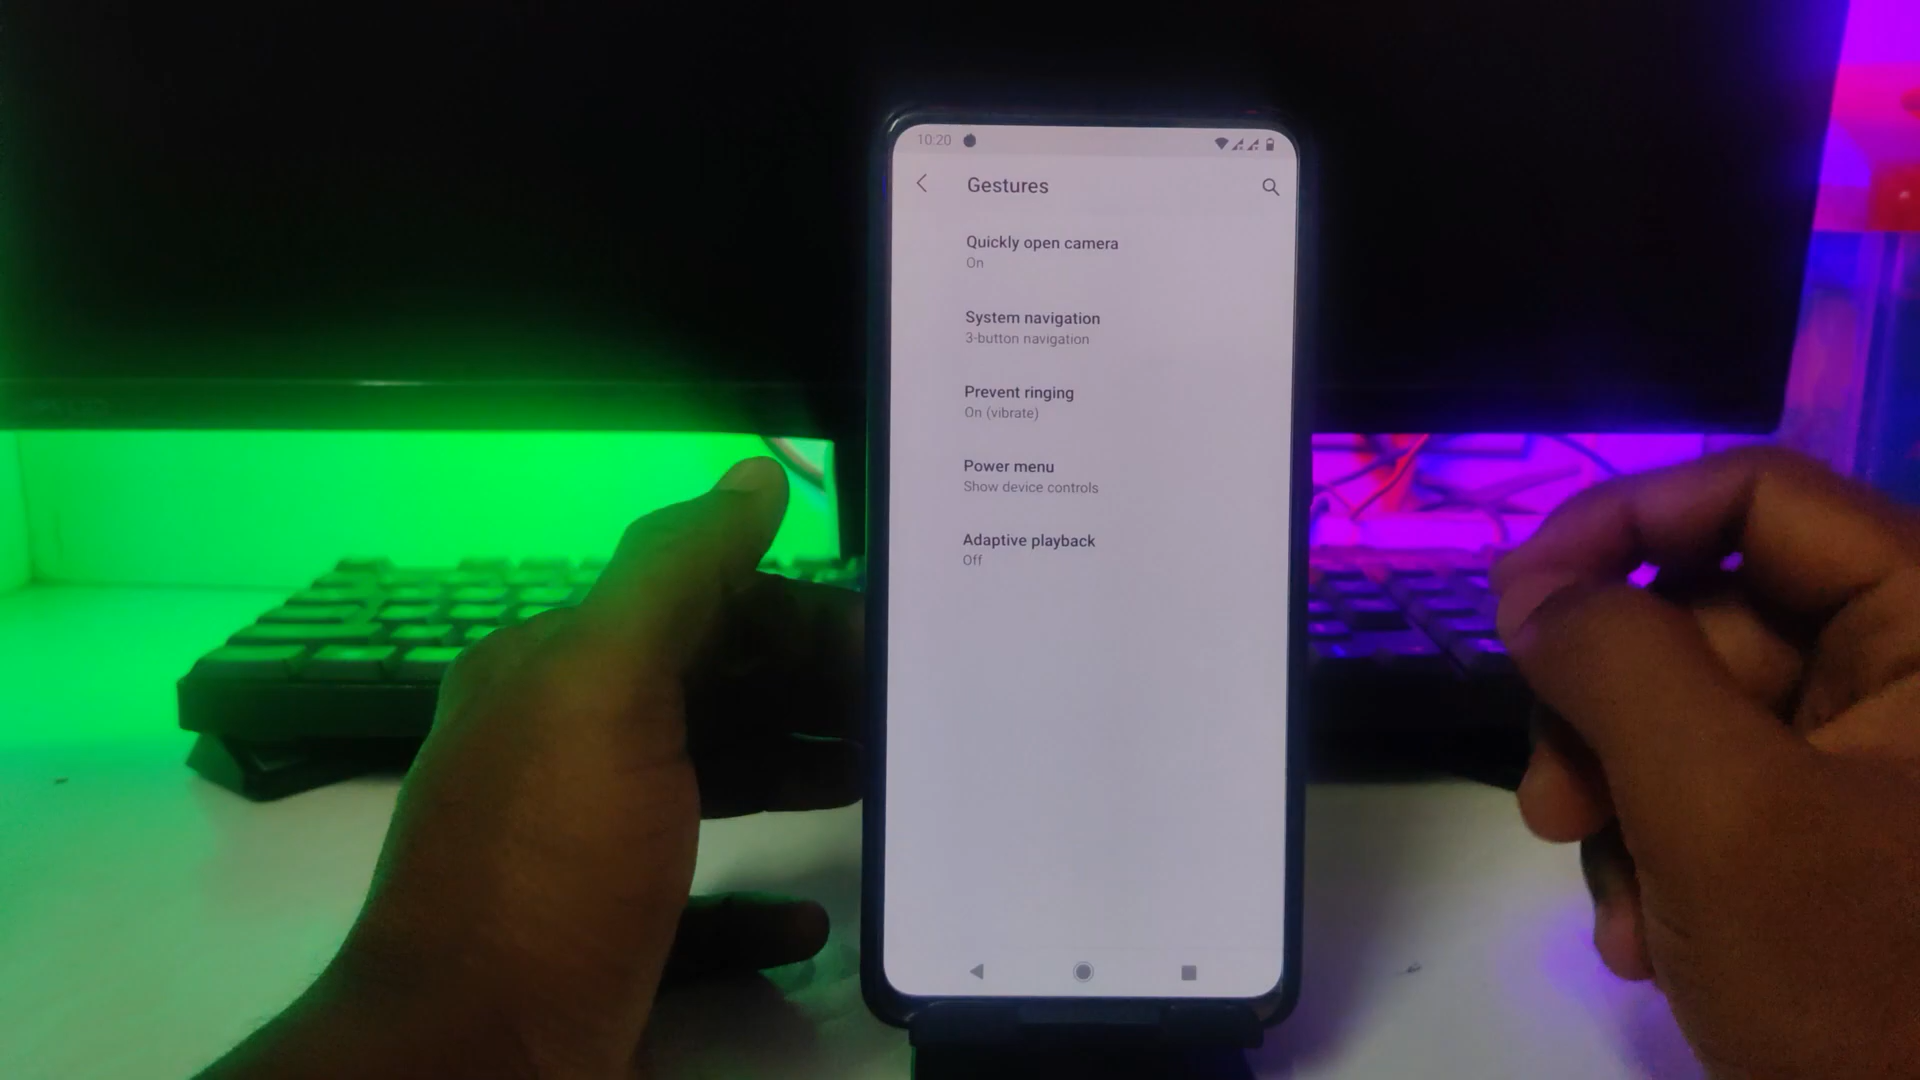 10:20
Gestures
Quickly open camera
On
System navigation
3-button navigation
Prevent ringing
On (vibrate)
Power menu
Show device controls
Adaptive playback
Off